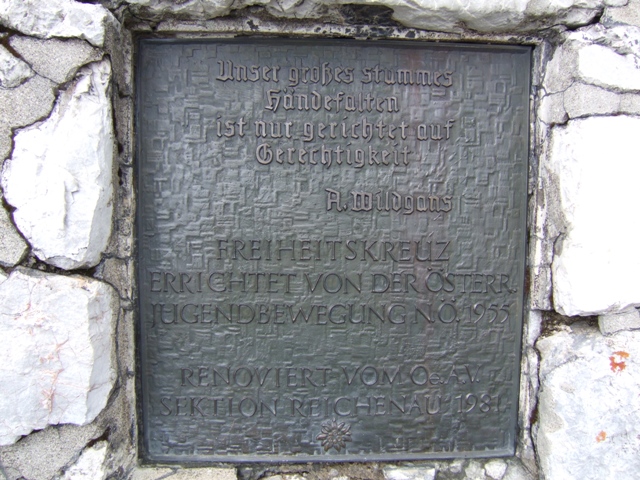 Unser großes stummes
Händefalten
ist nur gerichtet auf
Gerechtigkeit
A. Wildgans
FREIHEITSKREUZ
ERRICHTET VON DER ÖSTERR.
JUGENDBEWEGUNG N.Ö. 1955
RENOVIERT VOM OeAV.
SEKTION REICHENAU 1981